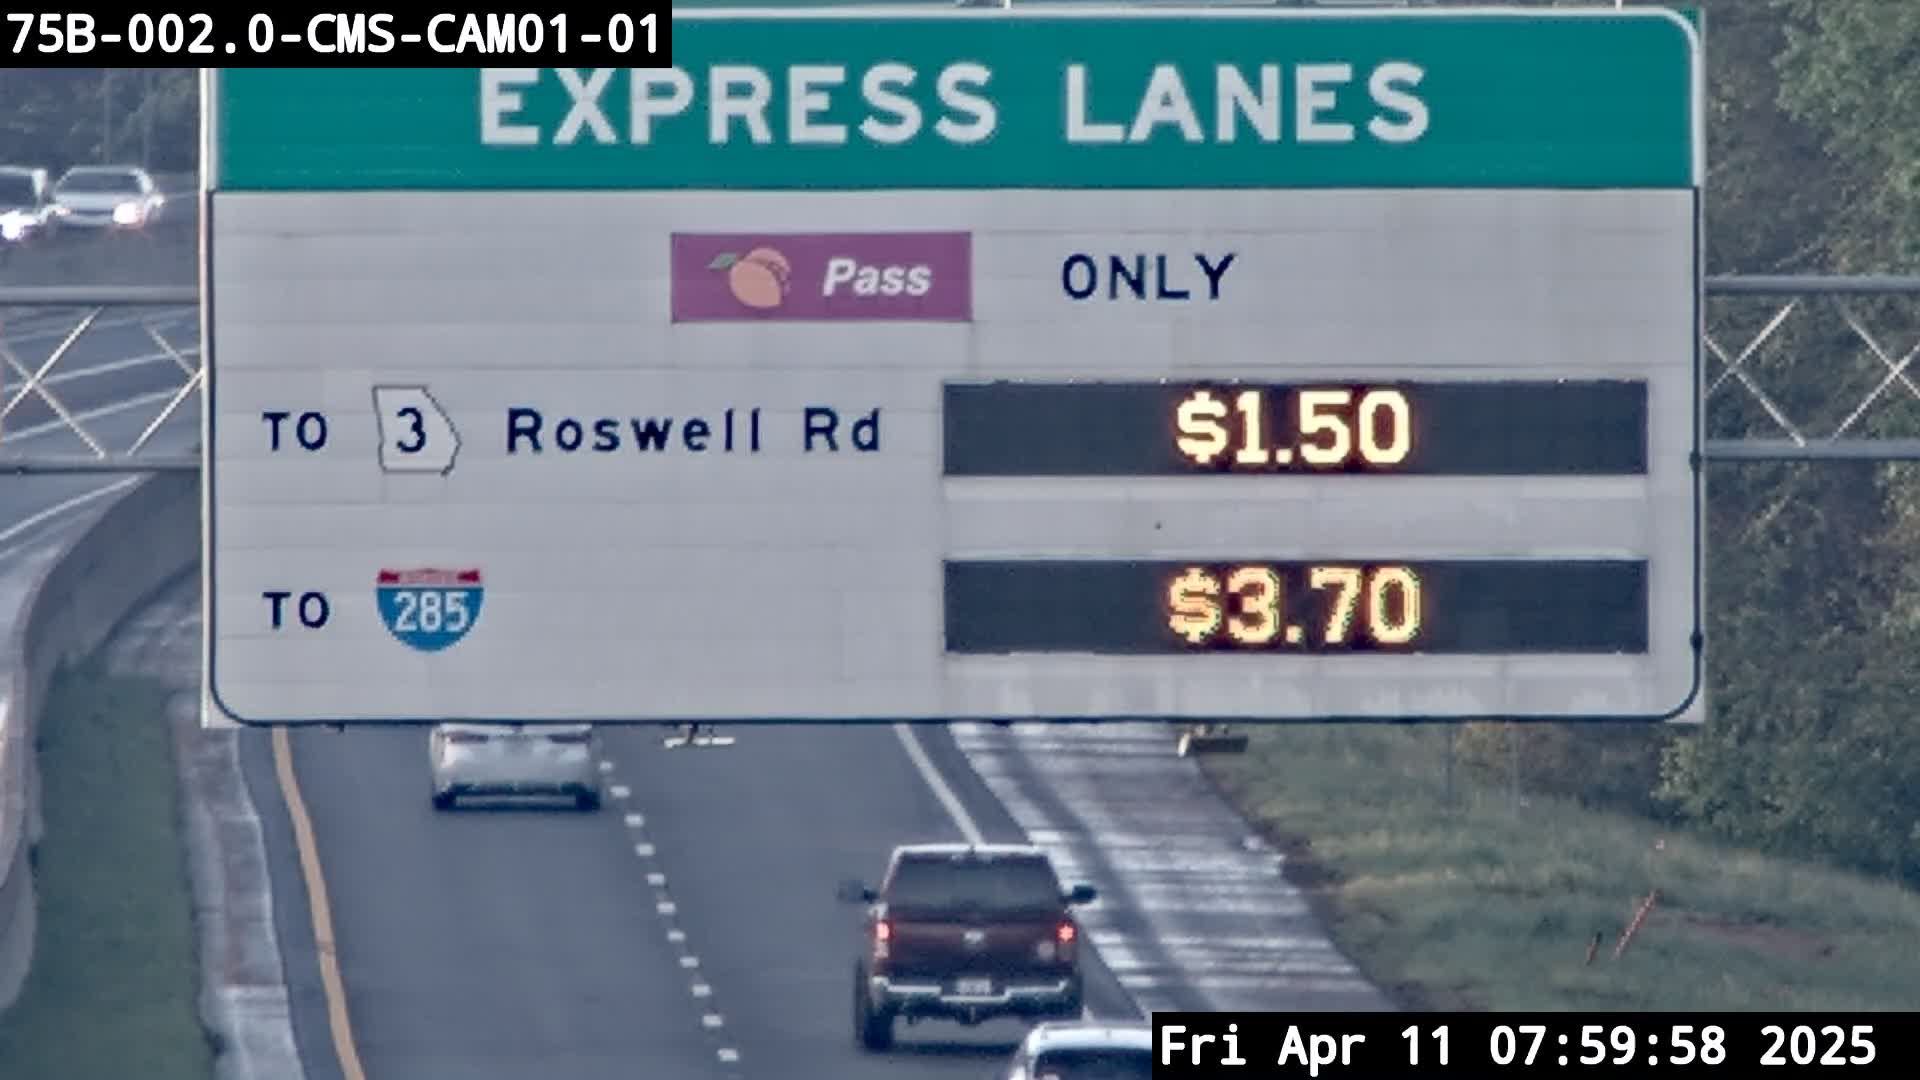 75B-002.0-CMS-CAM01-01
EXPRESS LANES
Pass ONLY
TO 3 Roswell Rd $1.50
TO 285 $3.70
Fri Apr 11 07:59:58 2025